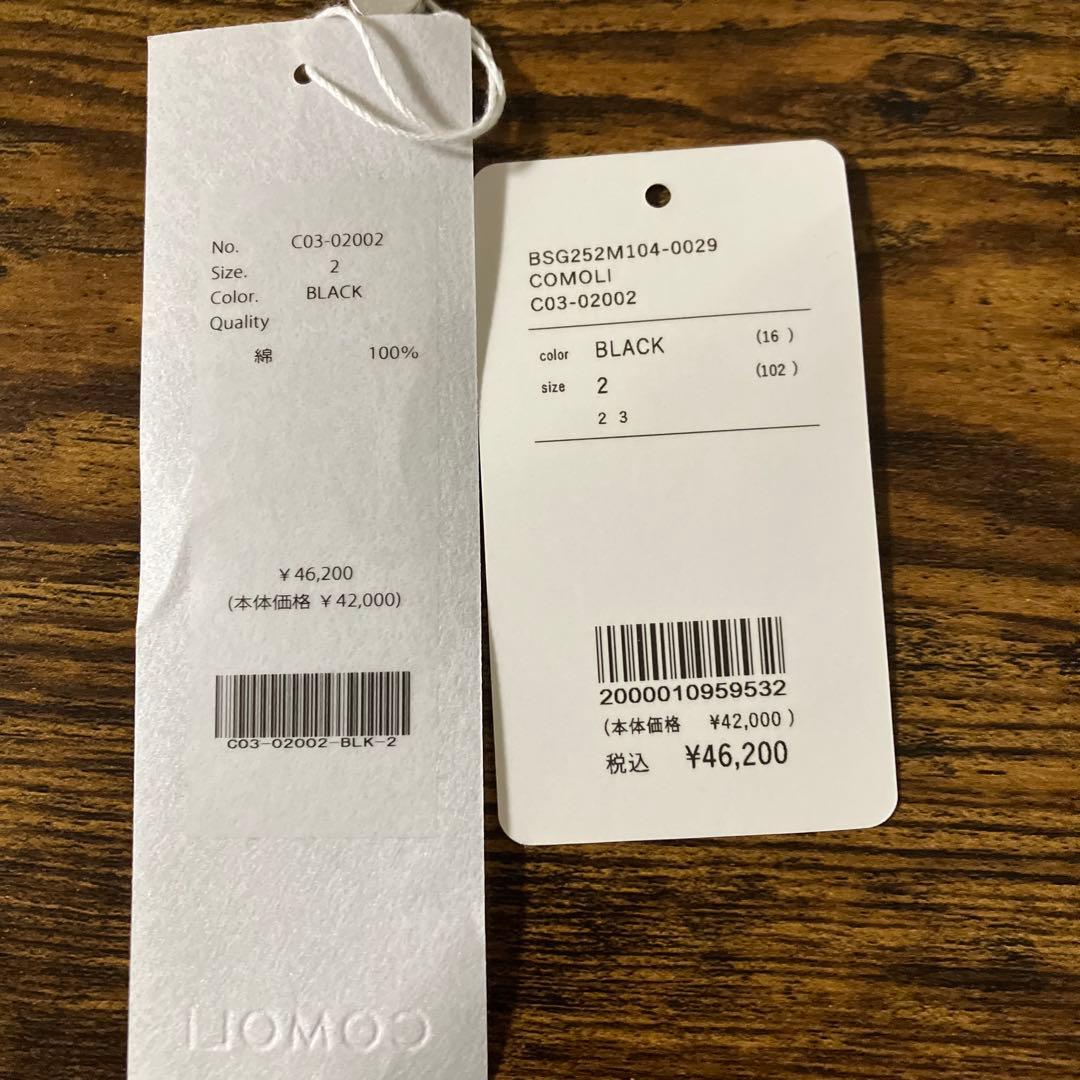 No. C03-02002
Size. 2
Color. BLACK
Quality
綿 100%
¥46,200
(本体価格 ¥42,000)
C03-02002-BLK-2
COMOLI
BSG252M104-0029
COMOLI
C03-02002
color BLACK (16 )
size 2 (102 )
2 3
2000010959532
(本体価格 ¥42,000 )
税込 ¥46,200